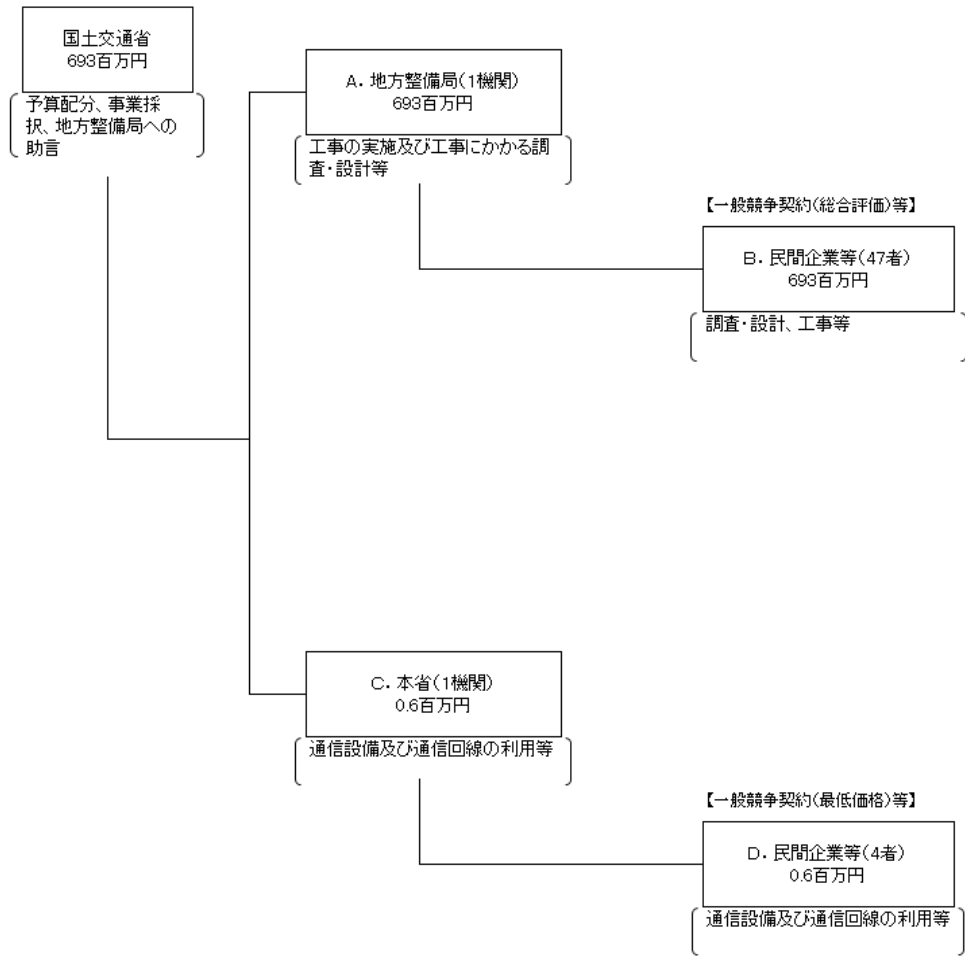 国土交通省
693百万円
予算配分、事業採
択、地方整備局への
助言
A．地方整備局（1機関）
693百万円
工事の実施及び工事にかかる調
査・設計等
【一般競争契約（総合評価）等】
B．民間企業等（47者）
693百万円
調査・設計、工事等
C．本省（1機関）
0.6百万円
通信設備及び通信回線の利用等
【一般競争契約（最低価格）等】
D．民間企業等（4者）
0.6百万円
通信設備及び通信回線の利用等